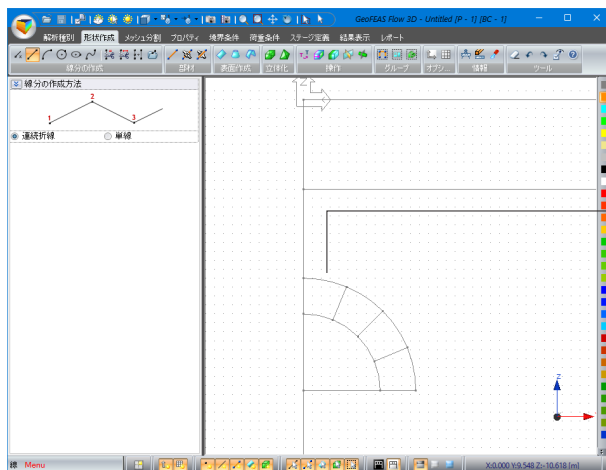 GeoFEAS Flow 3D - Untitled [P - 1] [BC - 1]
解析種別 形状作成 メッシュ分割 プロパティ 境界条件 荷重条件 ステージ定義 結果表示 レポート
線分の作成 部材 表面作成 立体化 操作 グループ オプシ... 情報 ツール
線分の作成方法
2
1 3
連続折線 単線
Z
Z
線 Menu X:0.000 Y:9.548 Z:-10.618 [m]